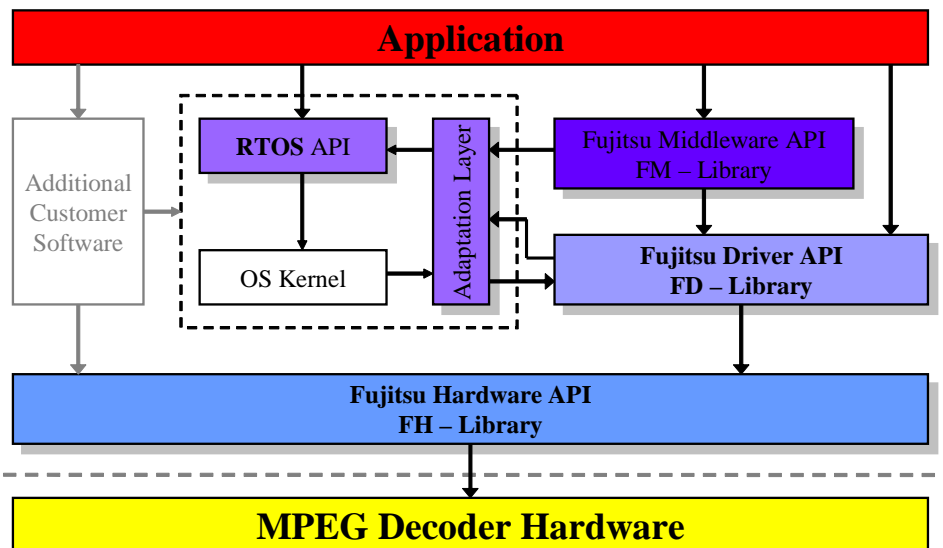 Application
RTOS API
Adaptation Layer
Fujitsu Middleware API
FM – Library
Additional
Customer
Software
OS Kernel
Fujitsu Driver API
FD – Library
Fujitsu Hardware API
FH – Library
MPEG Decoder Hardware